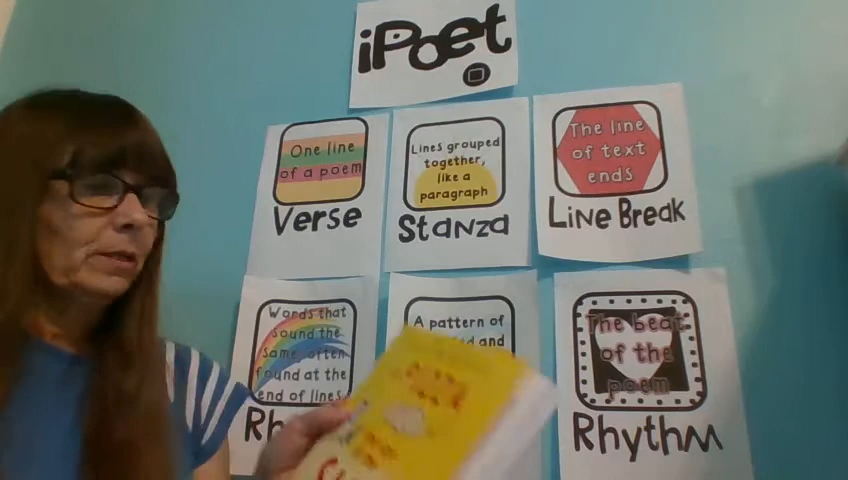 iPoet
One line
of a poem
Verse
Lines grouped
together,
like a
paragraph
Stanza
The line
of text
ends
Line Break
Words that
sound the
same, often
found at the
end of lines.
Rh
A pattern of
and
The beat
of the
poem
Rhythm